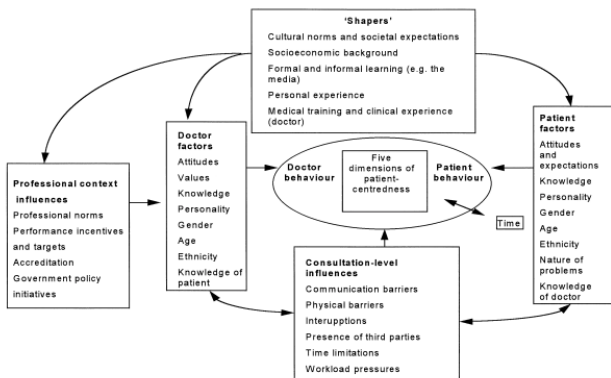 ‘Shapers’
Cultural norms and societal expectations
Socioeconomic background
Formal and informal learning (e.g. the
media)
Personal experience
Medical training and clinical experience
(doctor)
Professional context
influences
Professional norms
Performance incentives
and targets
Accreditation
Government policy
initiatives
Doctor
factors
Attitudes
Values
Knowledge
Personality
Gender
Age
Ethnicity
Knowledge of
patient
Doctor
behaviour
Five
dimensions of
patient-
centredness
Patient
behaviour
Time
Patient
factors
Attitudes
and
expectations
Knowledge
Personality
Gender
Age
Ethnicity
Nature of
problems
Knowledge
of doctor
Consultation-level
influences
Communication barriers
Physical barriers
Interuptions
Presence of third parties
Time limitations
Workload pressures